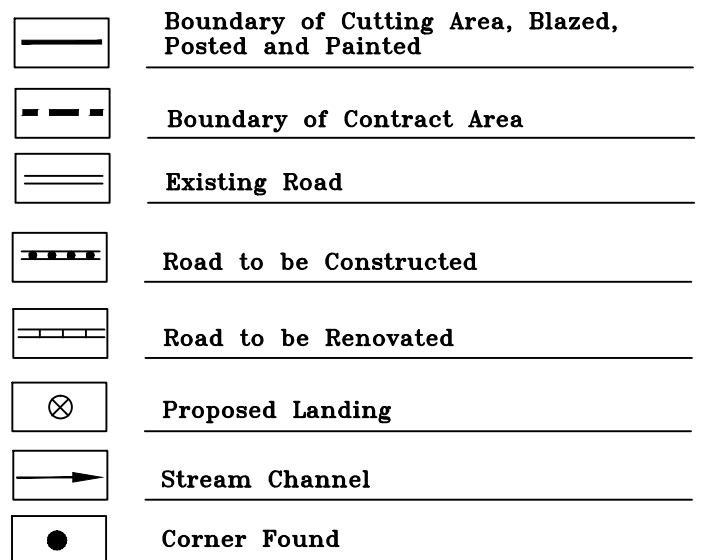 Boundary of Cutting Area, Blazed,
Posted and Painted
Boundary of Contract Area
Existing Road
Road to be Constructed
Road to be Renovated
Proposed Landing
Stream Channel
Corner Found